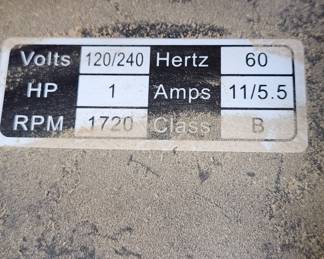 Volts 120/240 Hertz 60
HP 1 Amps 11/5.5
RPM 1720 Class B